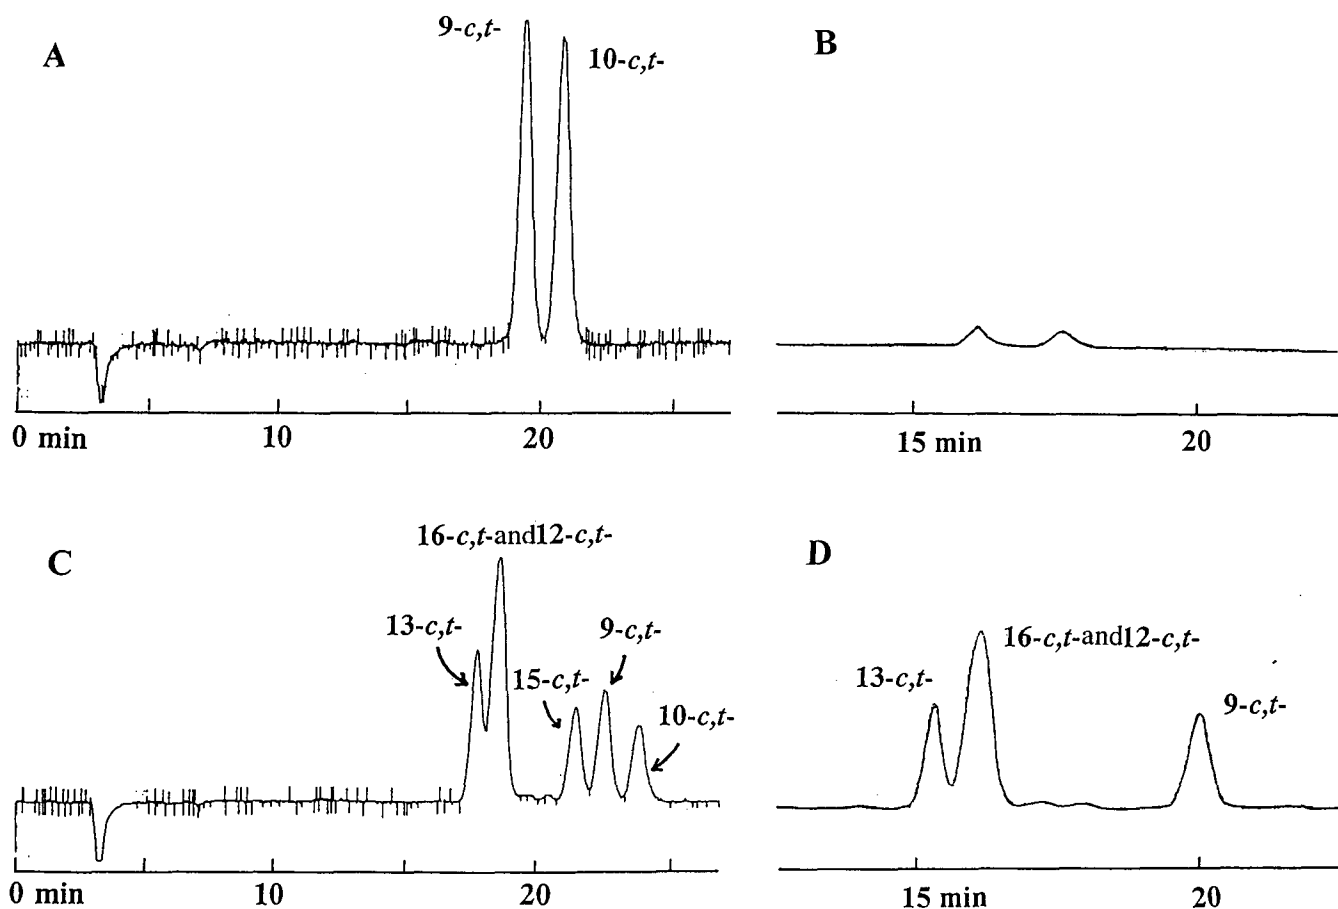 A
9-c,t-
10-c,t-
0 min
10
20
B
15 min
20
C
16-c,t-and12-c,t-
13-c,t-
15-c,t-
9-c,t-
10-c,t-
0 min
10
20
D
16-c,t-and12-c,t-
13-c,t-
9-c,t-
15 min
20